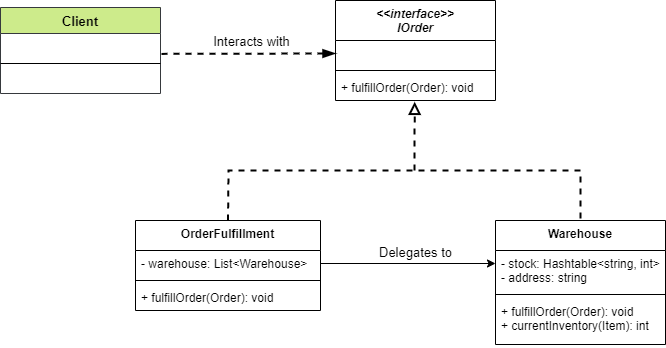 Client
<<interface>>
IOrder
Interacts with
+ fulfillOrder(Order): void
OrderFulfillment
- warehouse: List<Warehouse>
+ fulfillOrder(Order): void
Delegates to
Warehouse
- stock: Hashtable<string, int>
- address: string
+ fulfillOrder(Order): void
+ currentInventory(Item): int